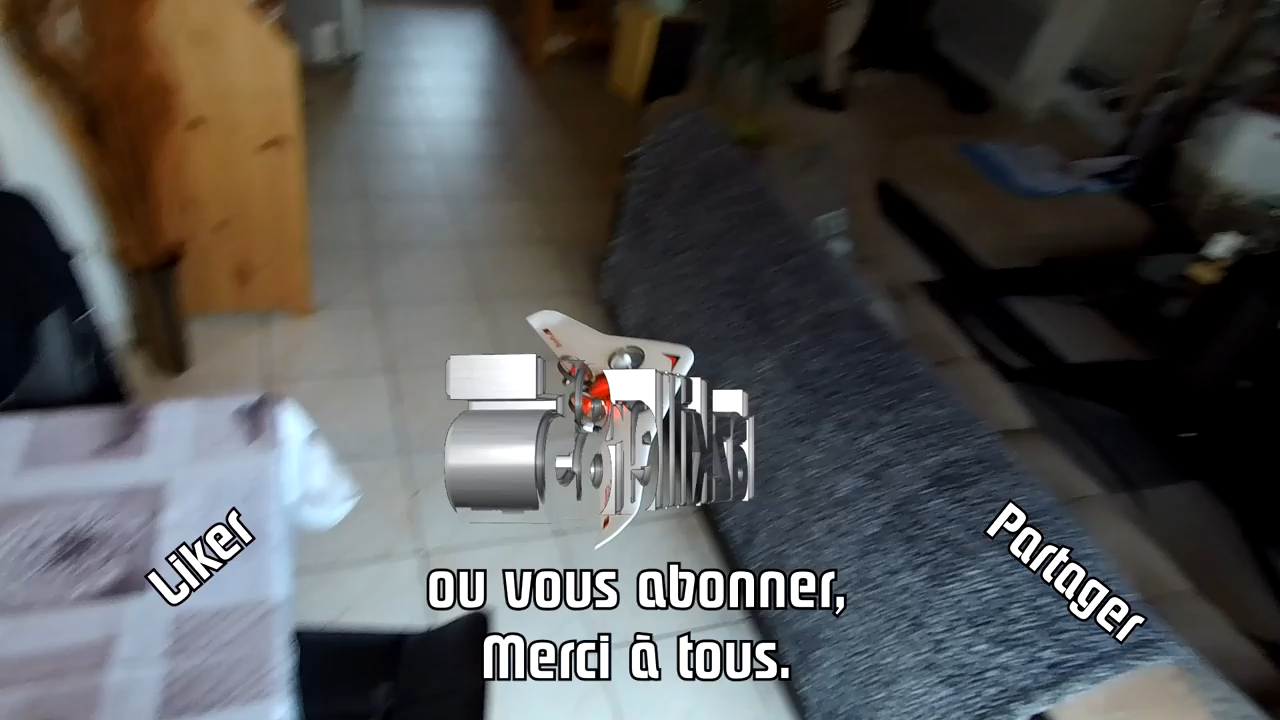 Liker
Partager
ou vous abonner,
Merci à tous.